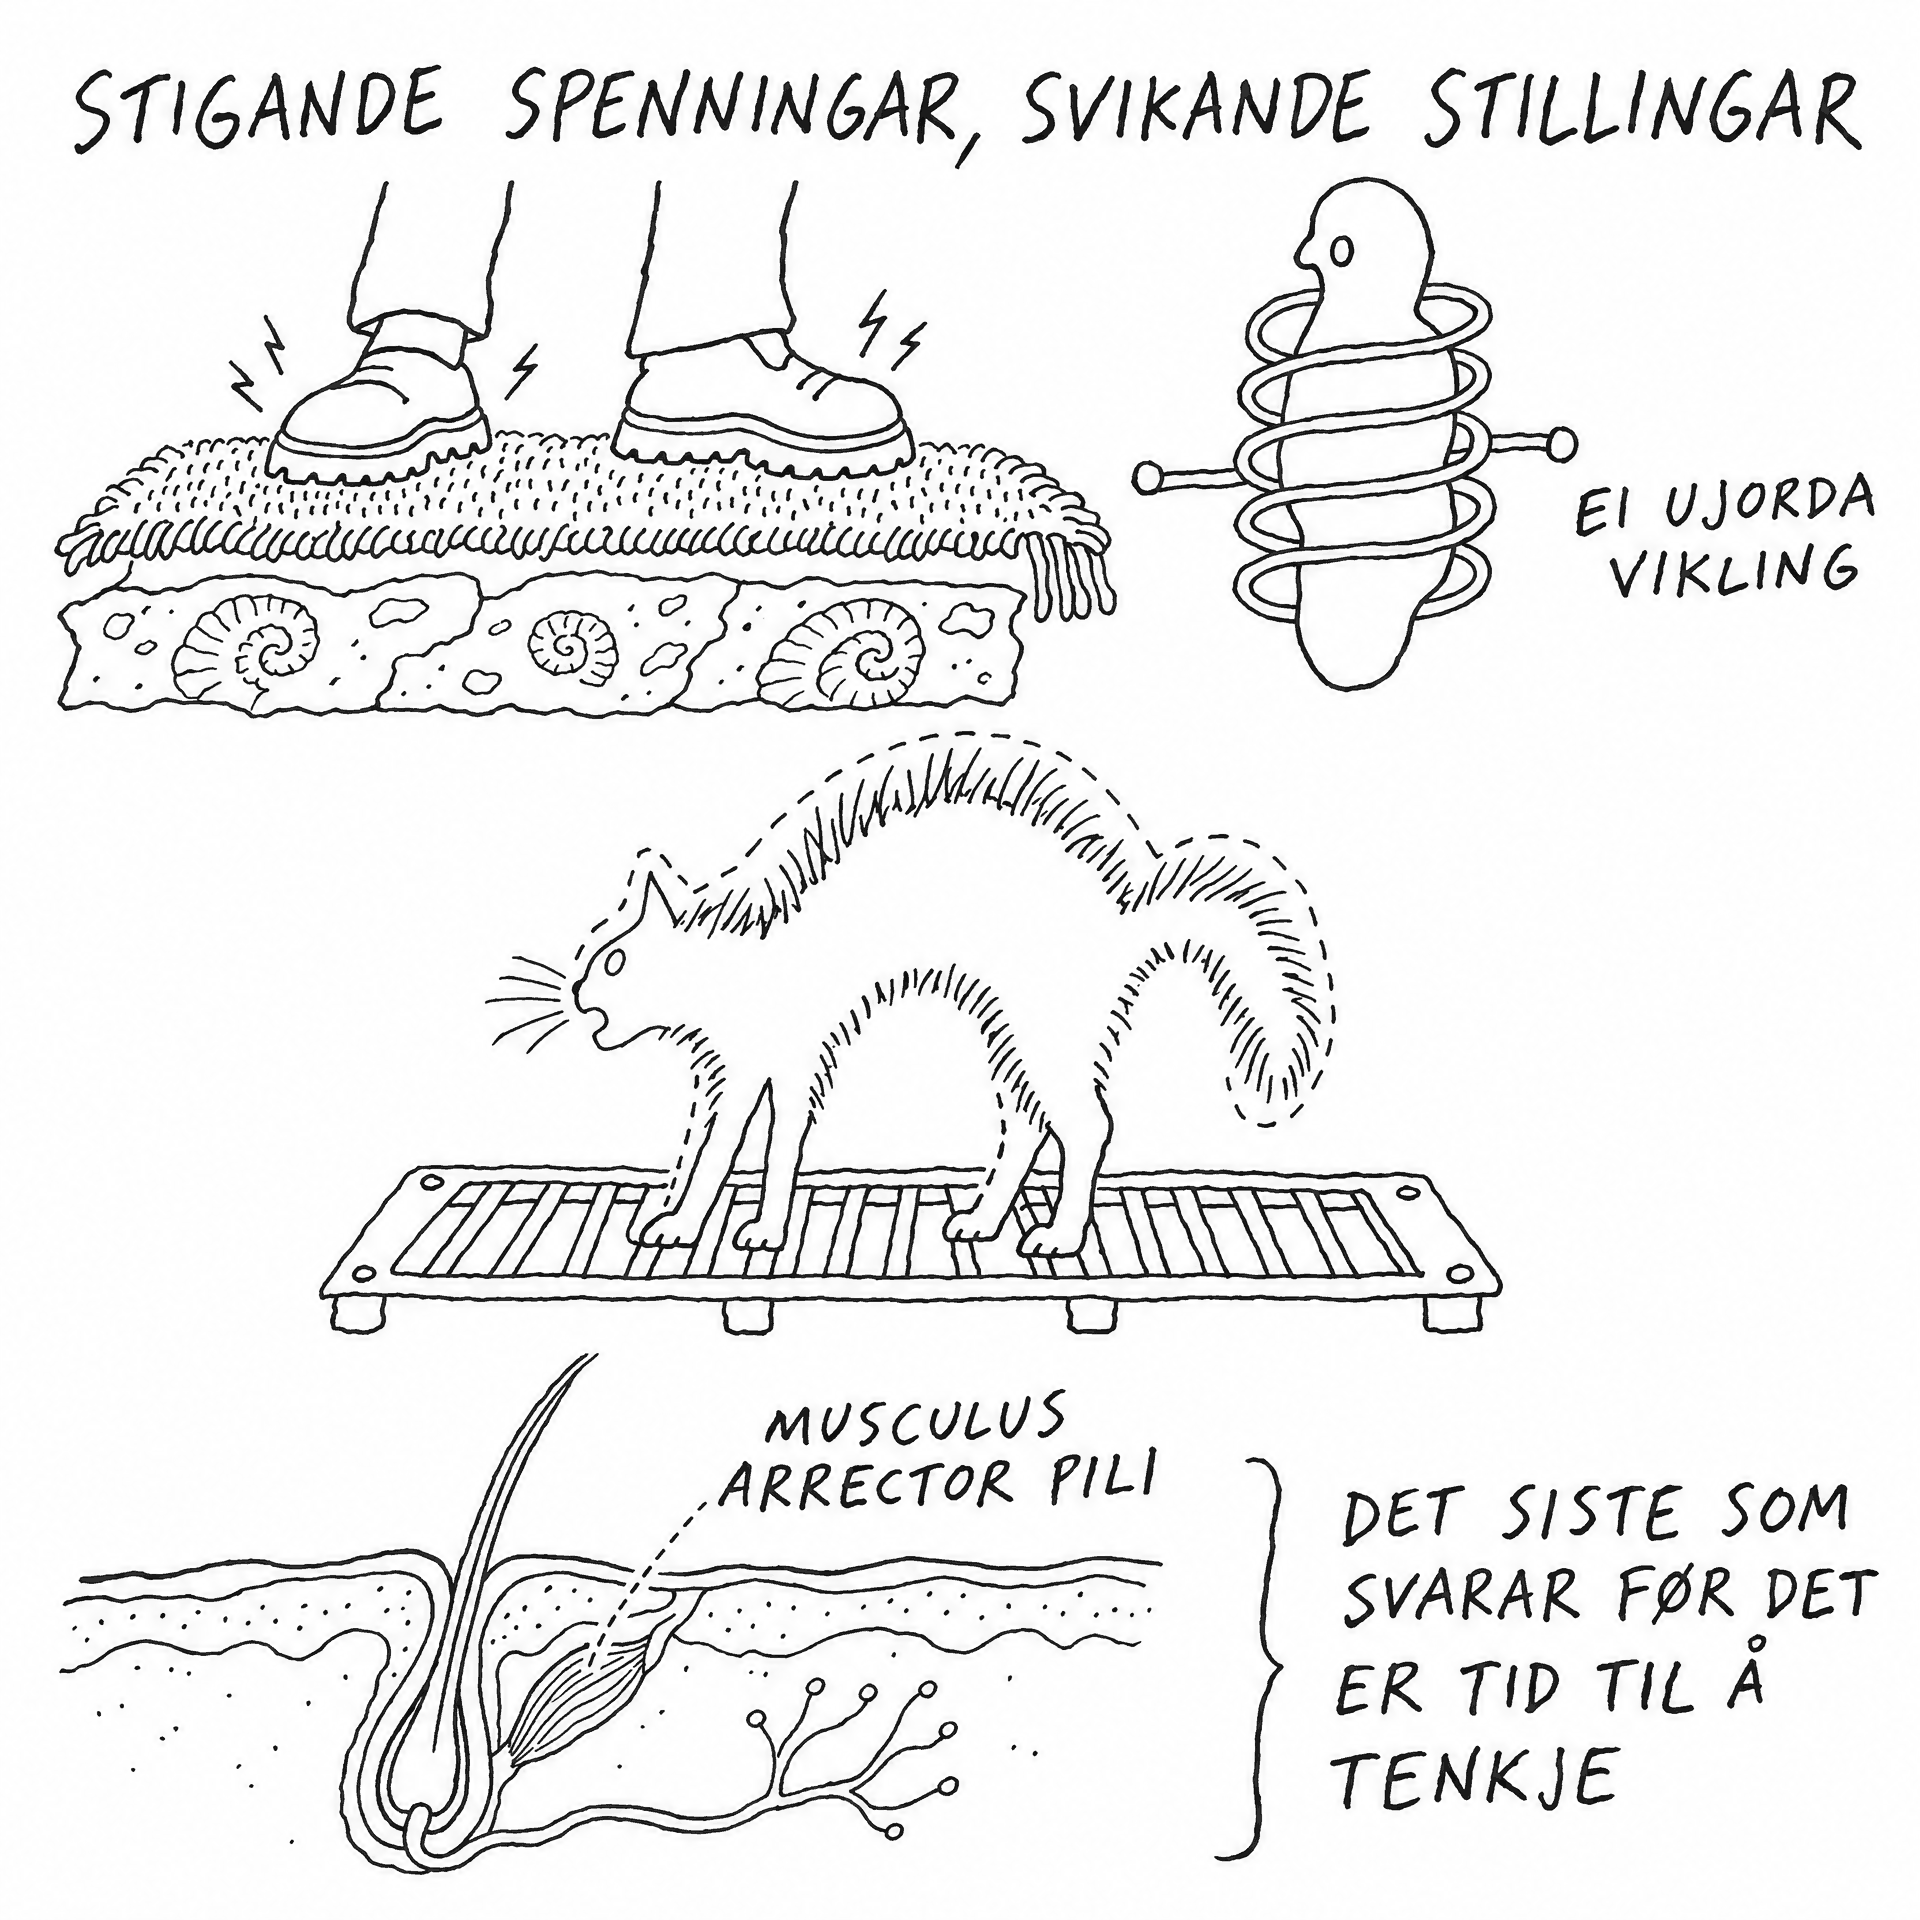 STIGANDE SPENNINGAR, SVIKANDE STILLINGAR
EI UJORDA
VIKLING
MUSCULUS
ARRECTOR PILI
DET SISTE SOM
SVARAR FØR DET
ER TID TIL Å
TENKJE